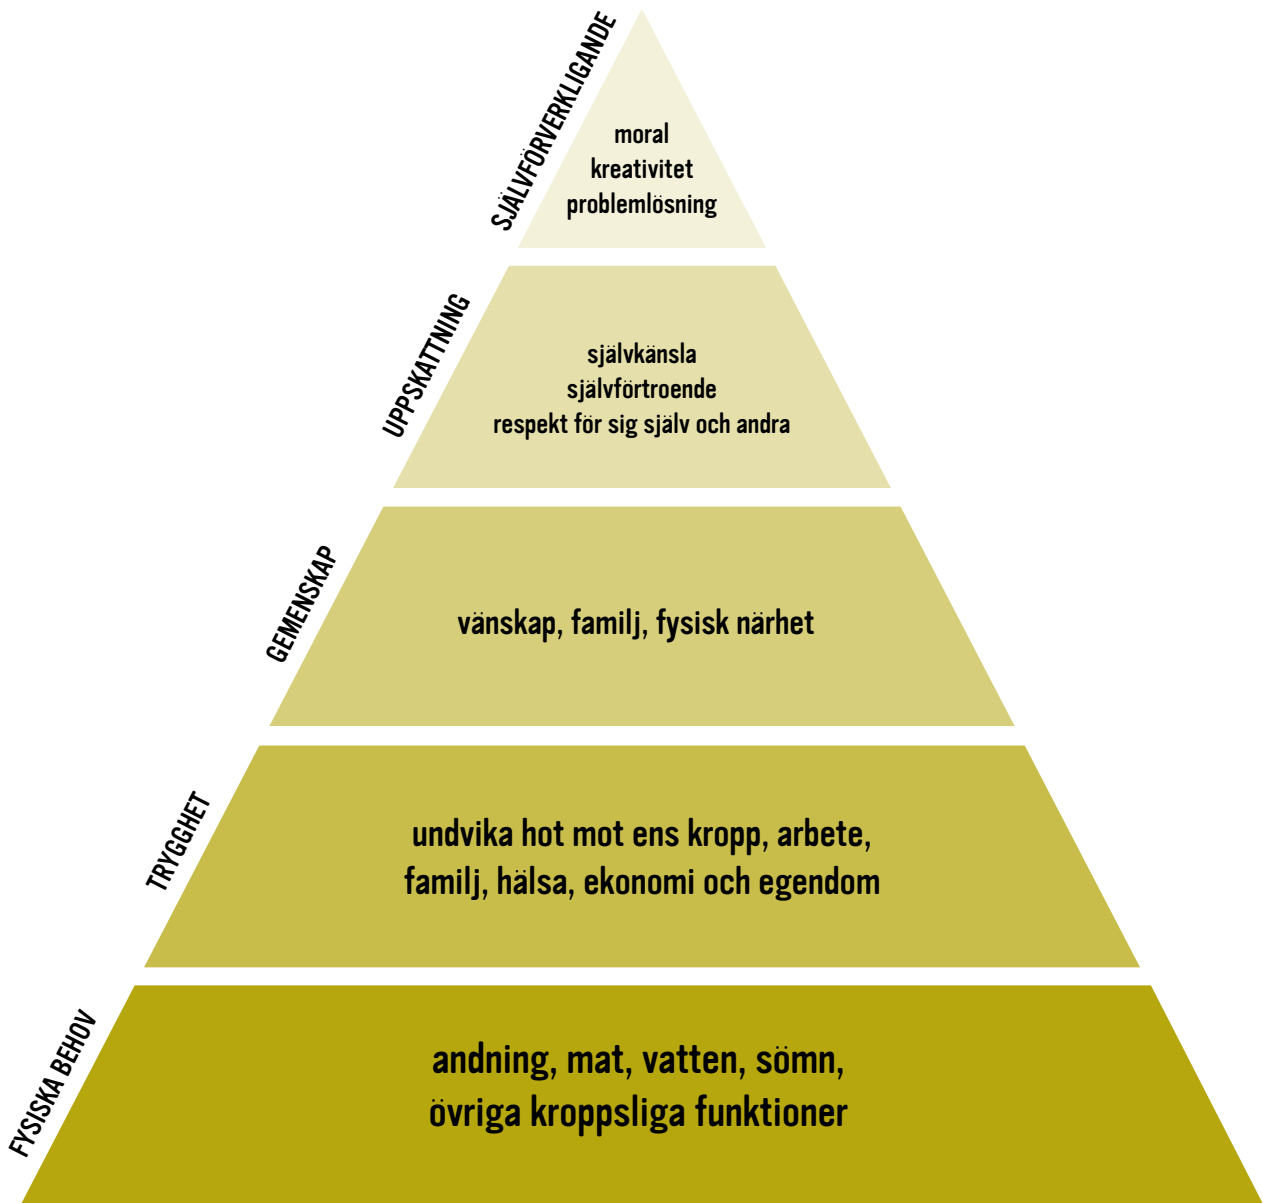 SJÄLVFÖRVERKLIGANDE
moral
kreativitet
problemlösning
UPPSKATTNING
självkänsla
självförtroende
respekt för sig själv och andra
GEMENSKAP
vänskap, familj, fysisk närhet
TRYGGHET
undvika hot mot ens kropp, arbete,
familj, hälsa, ekonomi och egendom
FYSISKA BEHOV
andning, mat, vatten, sömn,
övriga kroppsliga funktioner